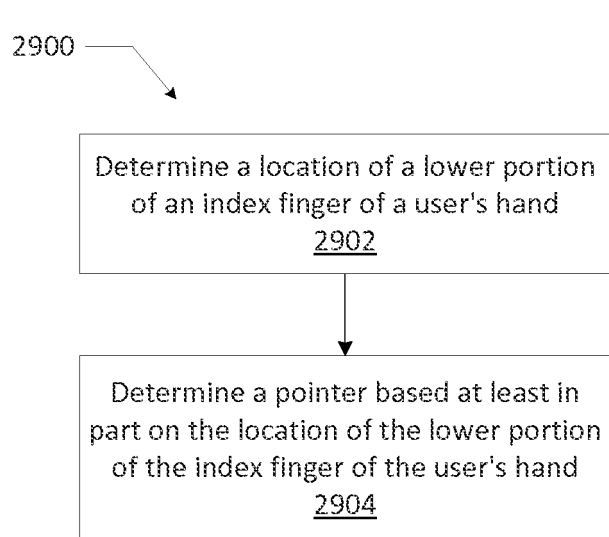 2900
Determine a location of a lower portion
of an index finger of a user's hand
2902
Determine a pointer based at least in
part on the location of the lower portion
of the index finger of the user's hand
2904